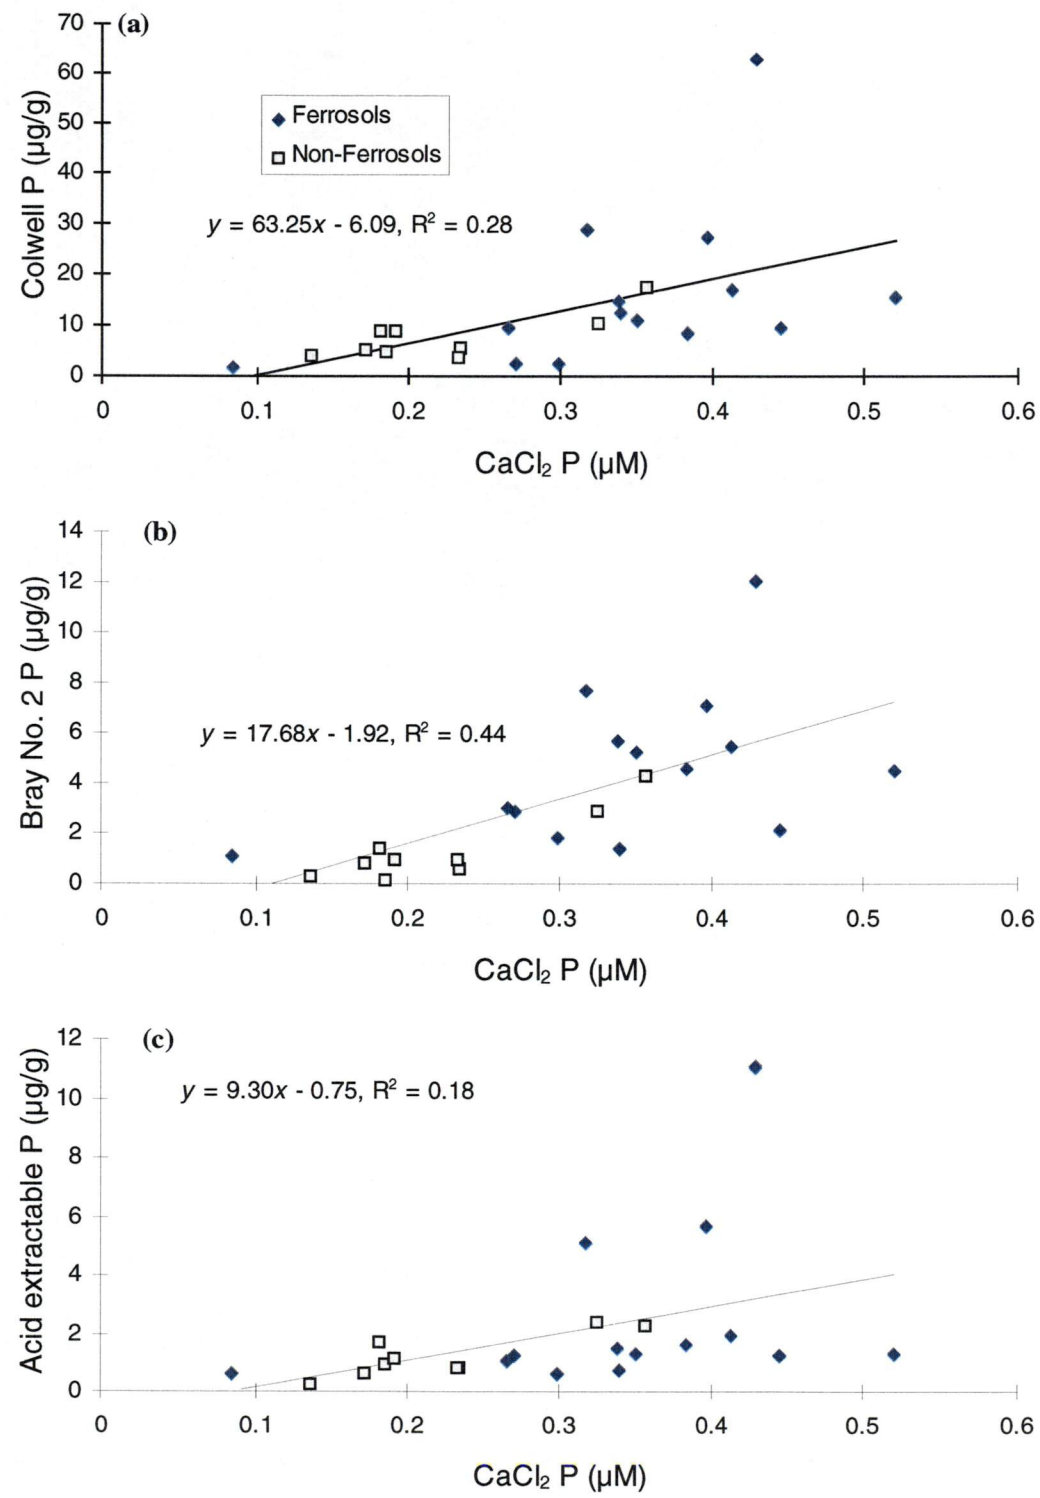 (a)
70
60
50
40
30
20
10
0
Colwell P (µg/g)
Ferrosols
Non-Ferrosols
y = 63.25x - 6.09, R² = 0.28
0 0.1 0.2 0.3 0.4 0.5 0.6
CaCl₂ P (µM)
(b)
14
12
10
8
6
4
2
0
Bray No. 2 P (µg/g)
y = 17.68x - 1.92, R² = 0.44
0 0.1 0.2 0.3 0.4 0.5 0.6
CaCl₂ P (µM)
(c)
12
10
8
6
4
2
0
Acid extractable P (µg/g)
y = 9.30x - 0.75, R² = 0.18
0 0.1 0.2 0.3 0.4 0.5 0.6
CaCl₂ P (µM)